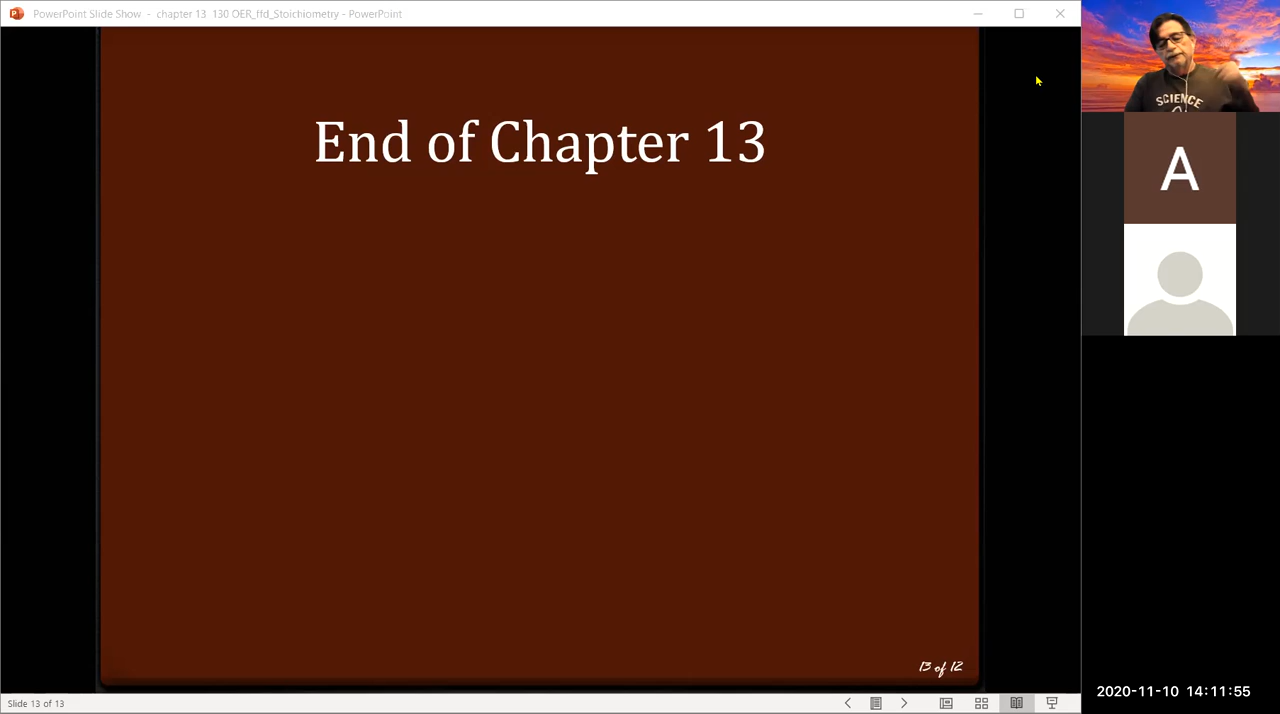 PowerPoint Slide Show - chapter 13 130 OER_ffd_Stoichiometry - PowerPoint
SCIENCE
A
End of Chapter 13
13 of 12
2020-11-10 14:11:55
Slide 13 of 13